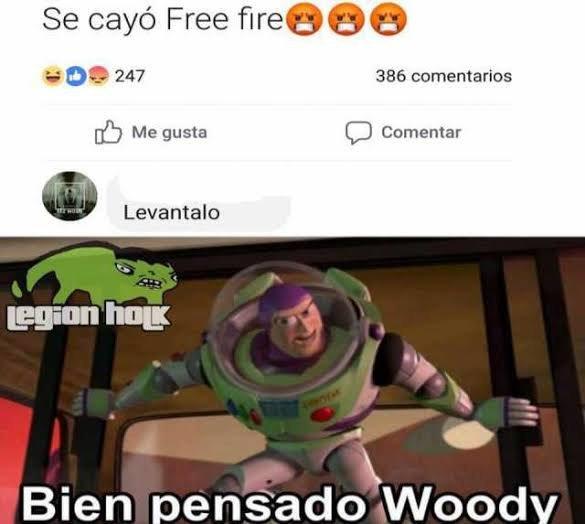 Se cayó Free fire😡😡😡
247
386 comentarios
Me gusta
Comentar
Levantalo
Legion holk
Bien pensado Woody